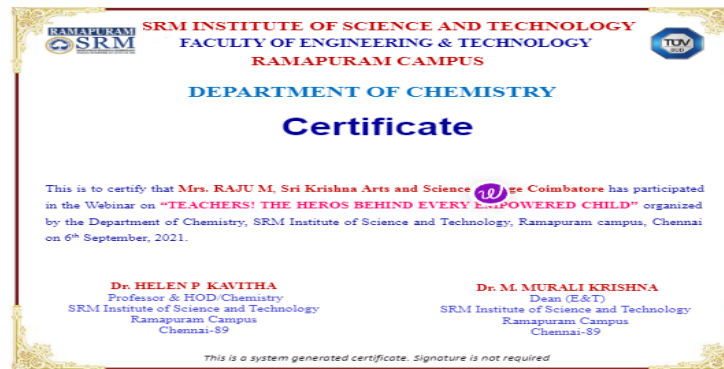 SRM INSTITUTE OF SCIENCE AND TECHNOLOGY
RAMAPURAM
SRM
FACULTY OF ENGINEERING & TECHNOLOGY
TÜV
SÜD
RAMAPURAM CAMPUS
DEPARTMENT OF CHEMISTRY
Certificate
This is to certify that Mrs. RAJU M, Sri Krishna Arts and Science ge Coimbatore has participated
in the Webinar on “TEACHERS! THE HEROS BEHIND EVERY EMPOWERED CHILD” organized
by the Department of Chemistry, SRM Institute of Science and Technology, Ramapuram campus, Chennai
on 6th September, 2021.
Dr. HELEN P KAVITHA
Professor & HOD/Chemistry
SRM Institute of Science and Technology
Ramapuram Campus
Chennai-89
Dr. M. MURALI KRISHNA
Dean (E&T)
SRM Institute of Science and Technology
Ramapuram Campus
Chennai-89
This is a system generated certificate. Signature is not required